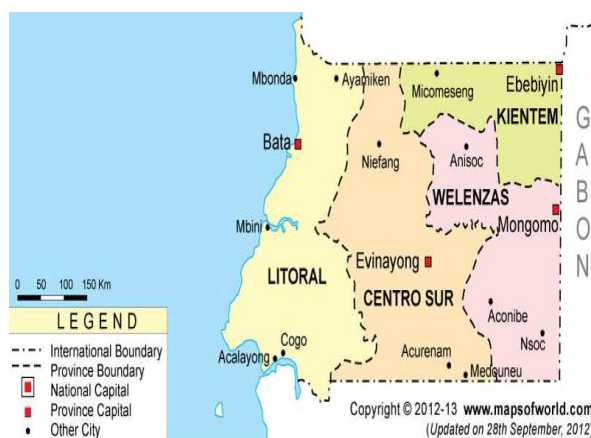 Mbonda
Ayamiken
Micomeseng
Ebebiyin
KIENTEM
Bata
Niefang
Anisoc
WELENZAS
Mongomo
GABON
Mbini
Evinayong
LITORAL
CENTRO SUR
Aconibe
Nsoc
Cogo
Acalayong
Acurenam
Medouneu
0 50 100 150 Km
LEGEND
International Boundary
Province Boundary
National Capital
Province Capital
Other City
Copyright © 2012-13 www.mapsofworld.com
(Updated on 28th September, 2012)